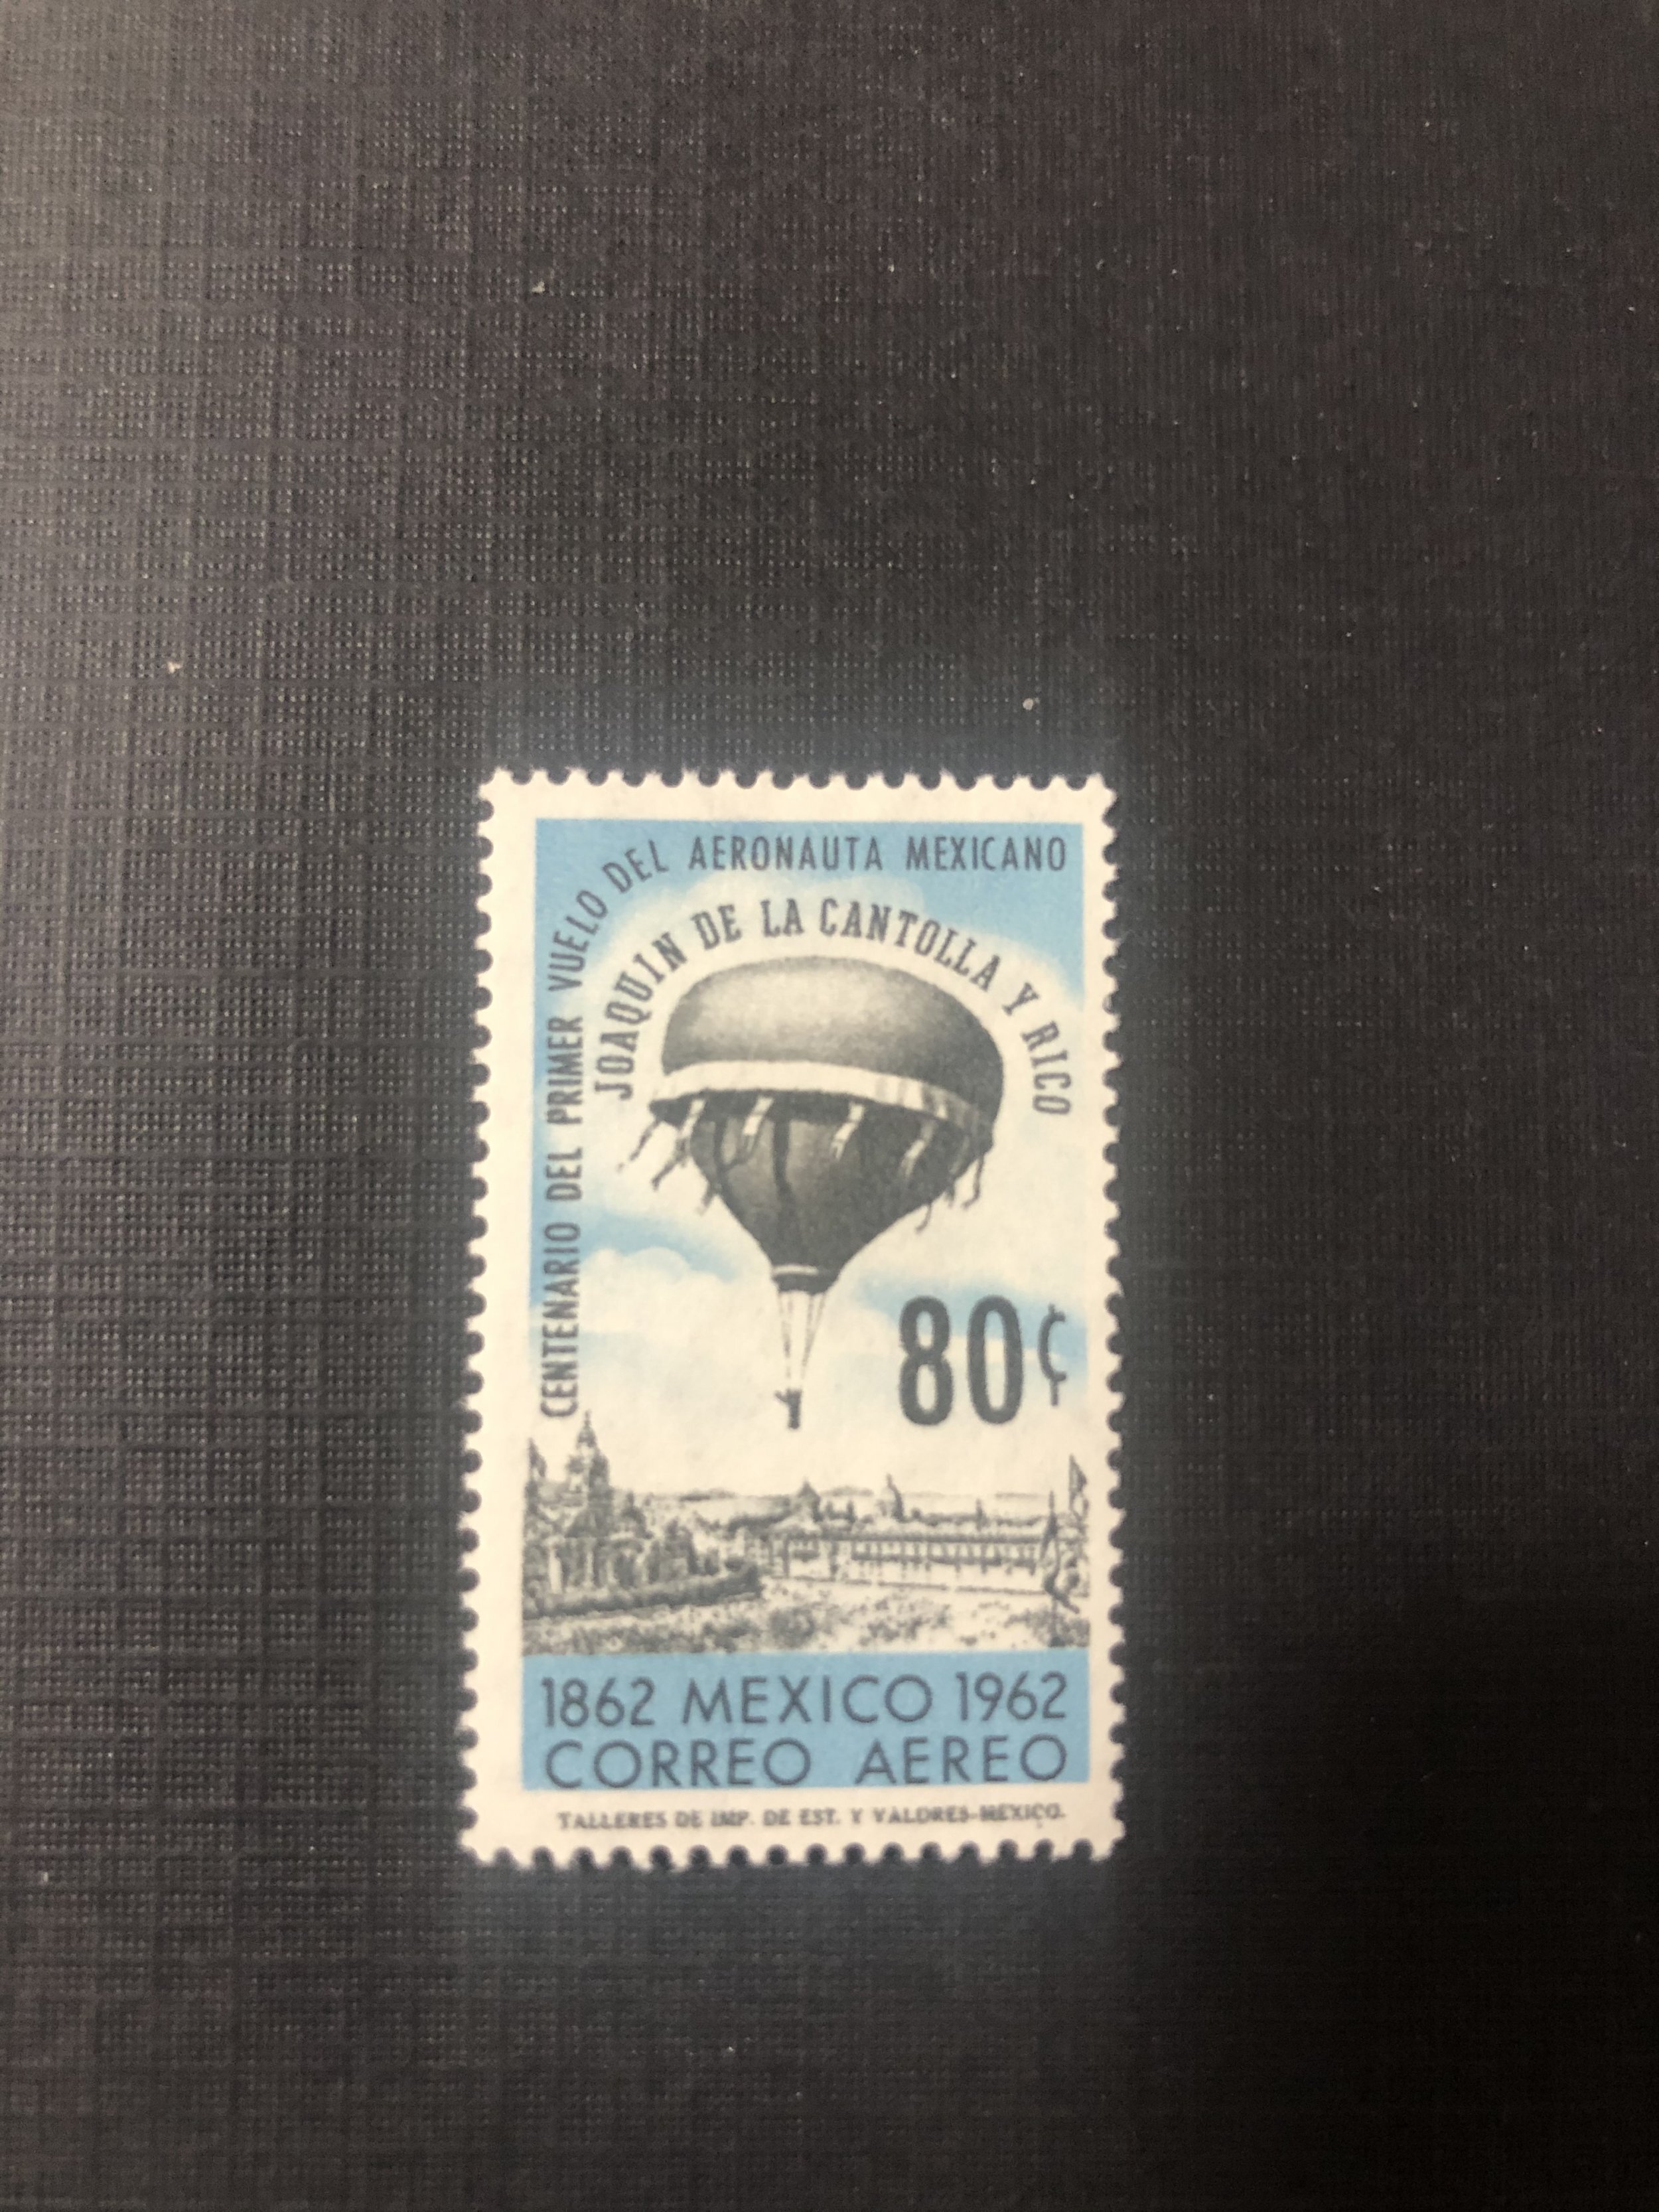 CENTENARIO DEL PRIMER VUELO DEL AERONAUTA MEXICANO
JOAQUIN DE LA CANTOLLA Y RICO
80¢
1862 MEXICO 1962
CORREO AEREO
TALLERES DE IMP. DE EST. Y VALORES-MEXICO.